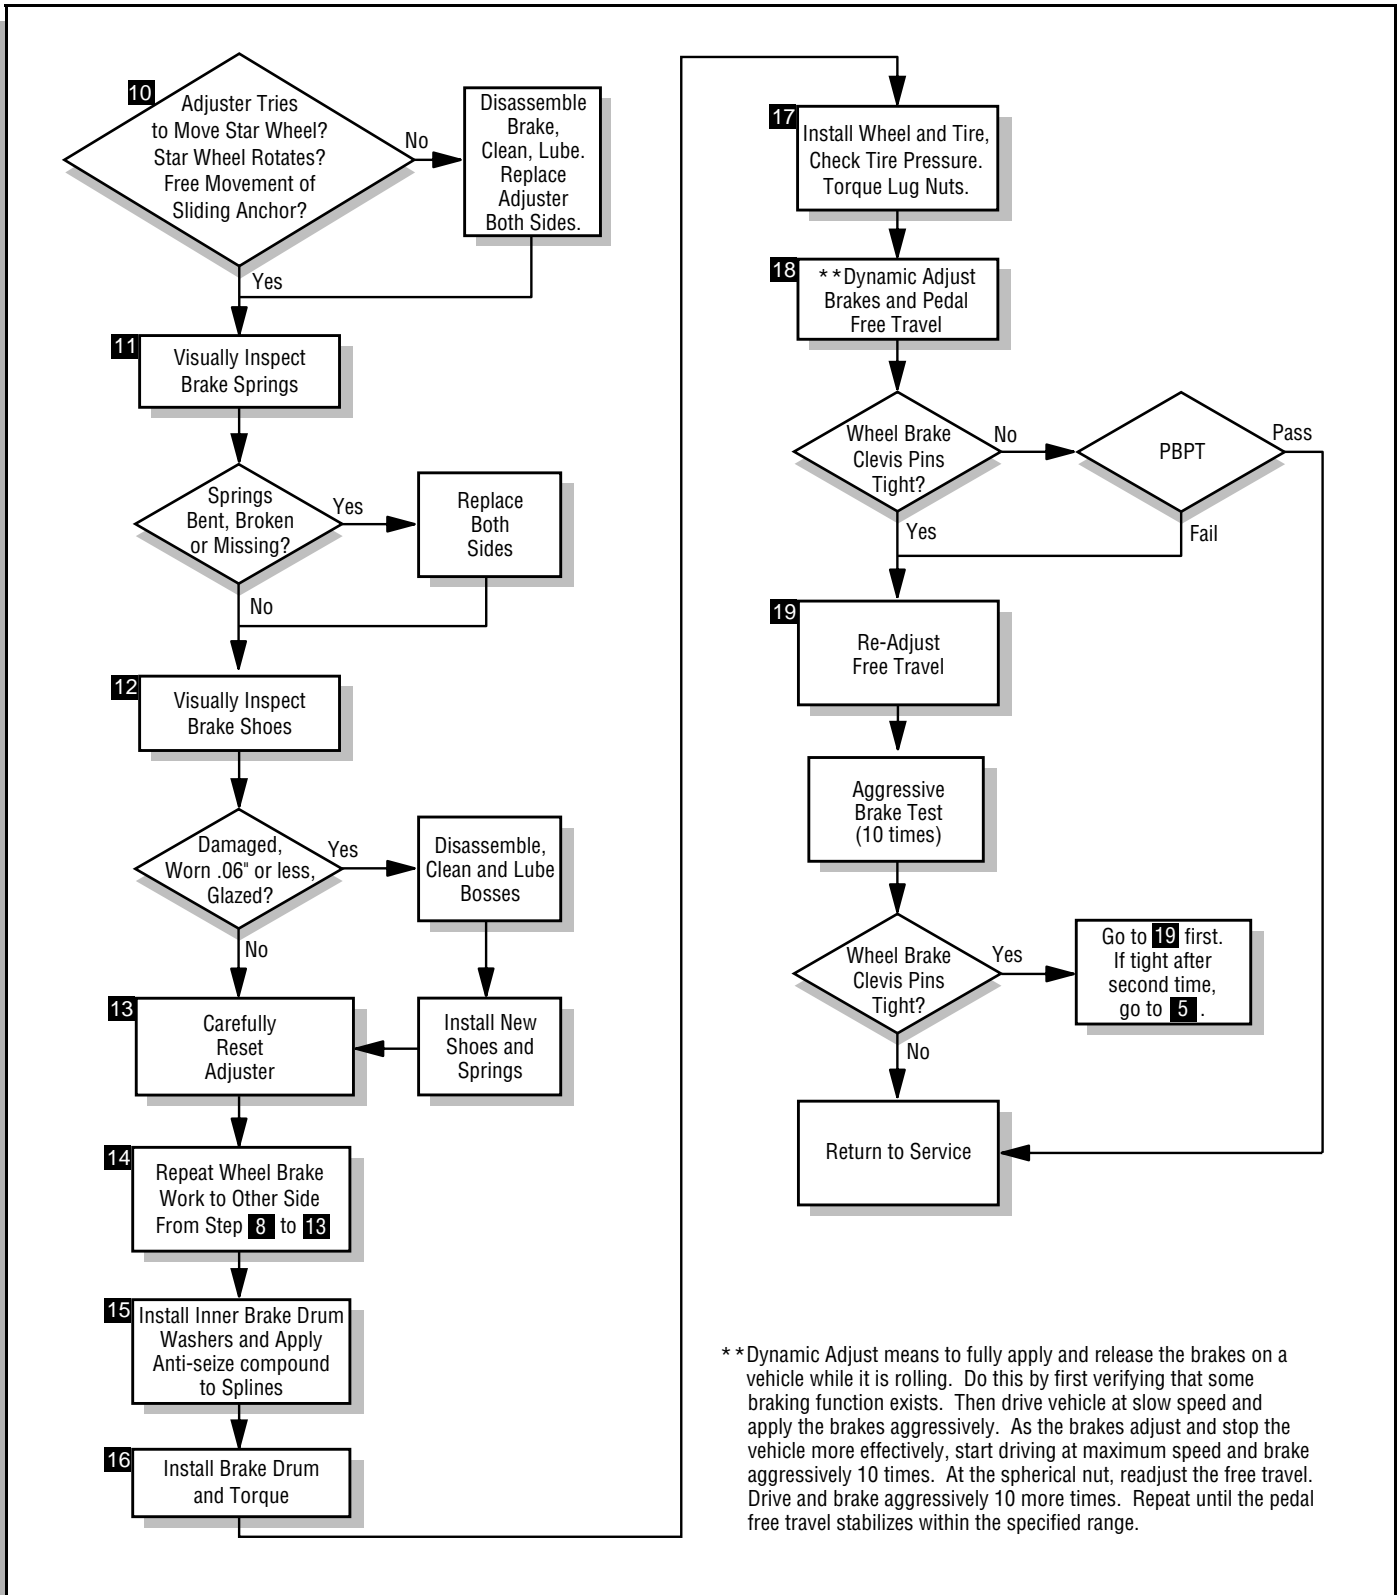 10
Adjuster Tries
to Move Star Wheel?
Star Wheel Rotates?
Free Movement of
Sliding Anchor?
No
Disassemble
Brake,
Clean, Lube.
Replace
Adjuster
Both Sides.
Yes
11
Visually Inspect
Brake Springs
Springs
Bent, Broken
or Missing?
Yes
Replace
Both
Sides
No
12
Visually Inspect
Brake Shoes
Damaged,
Worn .06" or less,
Glazed?
Yes
Disassemble,
Clean and Lube
Bosses
No
13
Carefully
Reset
Adjuster
Install New
Shoes and
Springs
14
Repeat Wheel Brake
Work to Other Side
From Step 8 to 13
15
Install Inner Brake Drum
Washers and Apply
Anti-seize compound
to Splines
16
Install Brake Drum
and Torque
17
Install Wheel and Tire,
Check Tire Pressure.
Torque Lug Nuts.
18
**Dynamic Adjust
Brakes and Pedal
Free Travel
Wheel Brake
Clevis Pins
Tight?
No
PBPT
Pass
Yes
Fail
19
Re-Adjust
Free Travel
Aggressive
Brake Test
(10 times)
Wheel Brake
Clevis Pins
Tight?
Yes
Go to 19 first.
If tight after
second time,
go to 5 .
No
Return to Service
**Dynamic Adjust means to fully apply and release the brakes on a
vehicle while it is rolling. Do this by first verifying that some
braking function exists. Then drive vehicle at slow speed and
apply the brakes aggressively. As the brakes adjust and stop the
vehicle more effectively, start driving at maximum speed and brake
aggressively 10 times. At the spherical nut, readjust the free travel.
Drive and brake aggressively 10 more times. Repeat until the pedal
free travel stabilizes within the specified range.